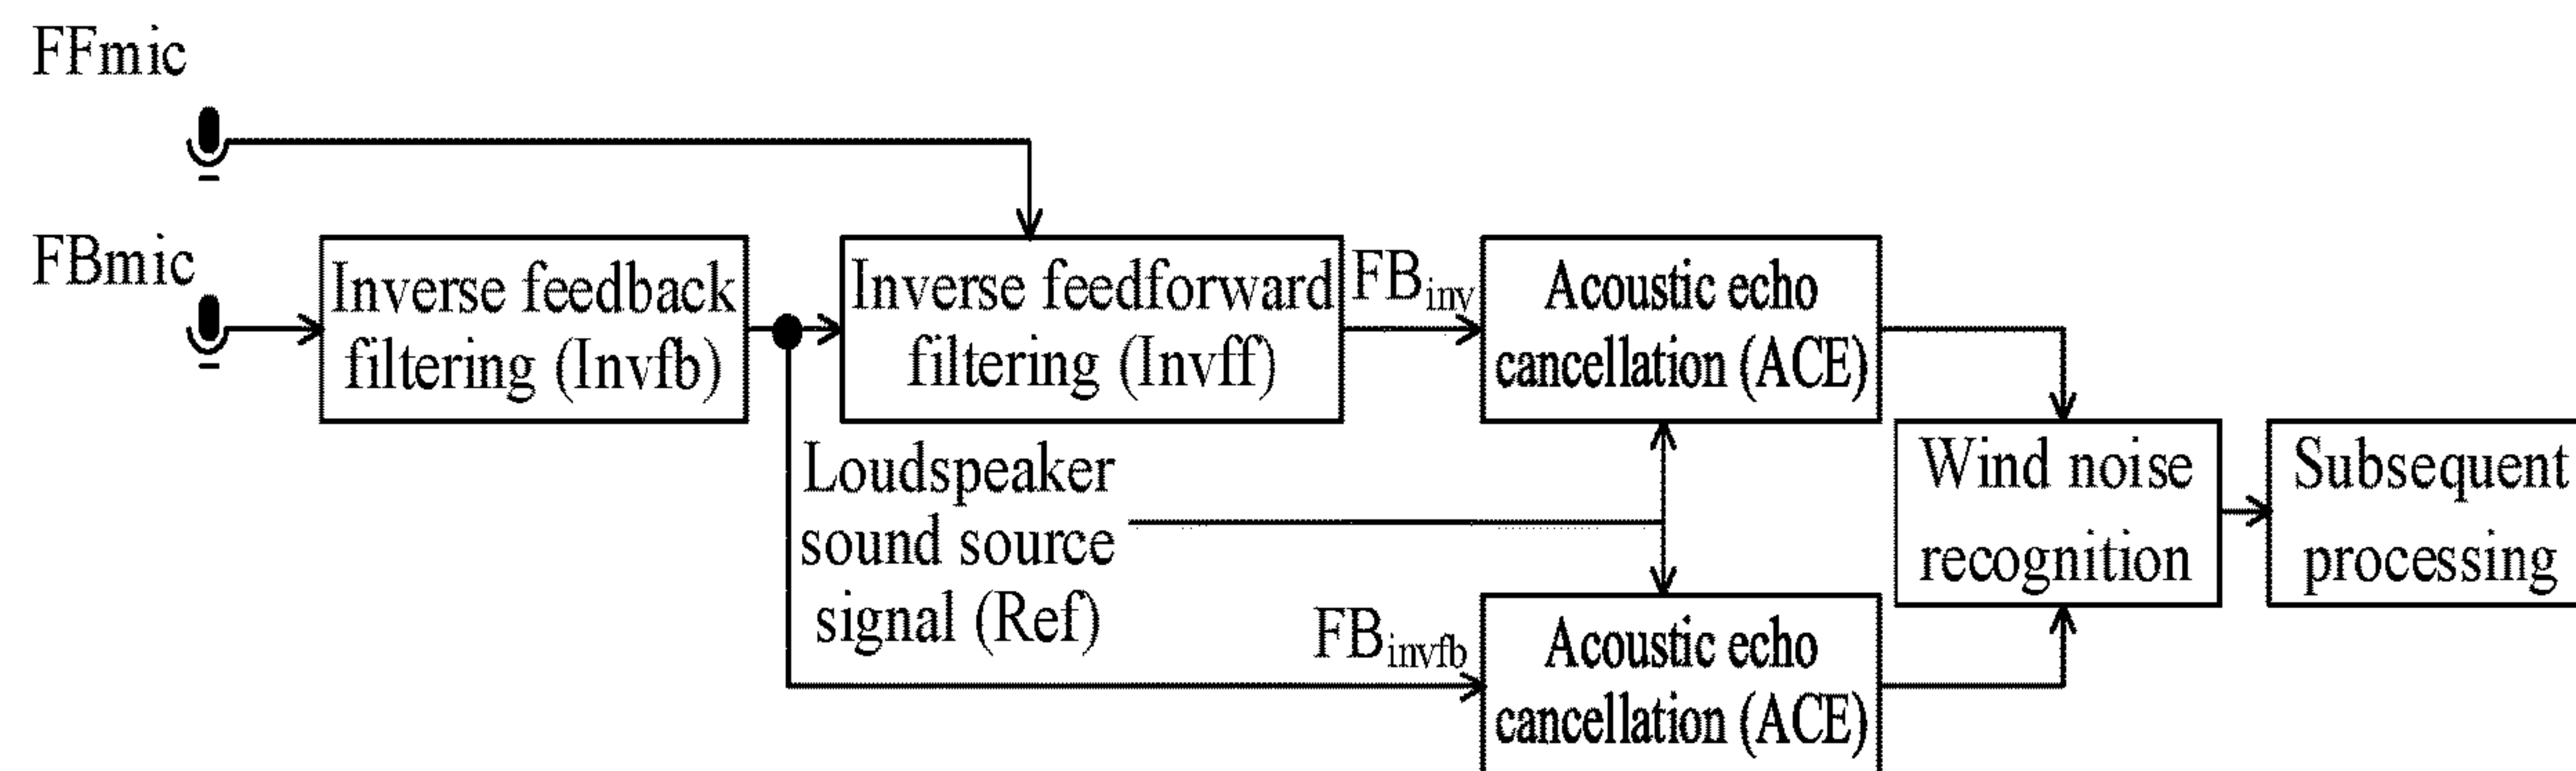 FFmic
FBmic
Inverse feedback
filtering (Invfb)
Inverse feedforward
filtering (Invff)
FBinv
Acoustic echo
cancellation (ACE)
Loudspeaker
sound source
signal (Ref)
Wind noise
recognition
Subsequent
processing
FBinvfb
Acoustic echo
cancellation (ACE)